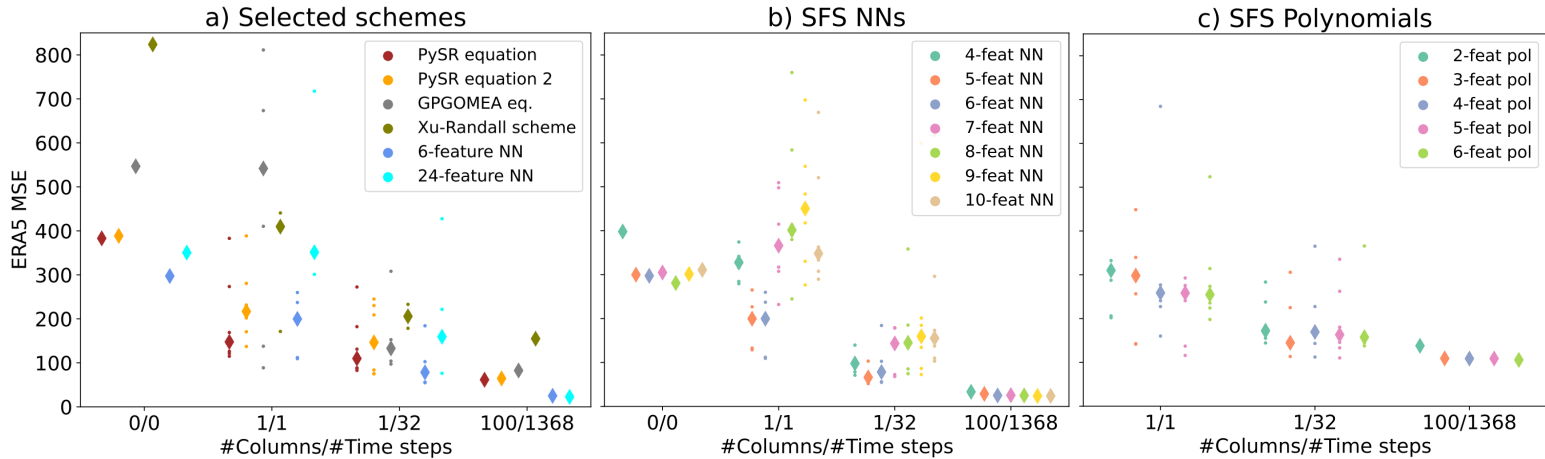 a) Selected schemes
ERA5 MSE
800
700
600
500
400
300
200
100
0
PySR equation
PySR equation 2
GPGOMEA eq.
Xu-Randall scheme
6-feature NN
24-feature NN
0/0
1/1
1/32
100/1368
#Columns/#Time steps
b) SFS NNs
4-feat NN
5-feat NN
6-feat NN
7-feat NN
8-feat NN
9-feat NN
10-feat NN
0/0
1/1
1/32
100/1368
#Columns/#Time steps
c) SFS Polynomials
2-feat pol
3-feat pol
4-feat pol
5-feat pol
6-feat pol
1/1
1/32
100/1368
#Columns/#Time steps